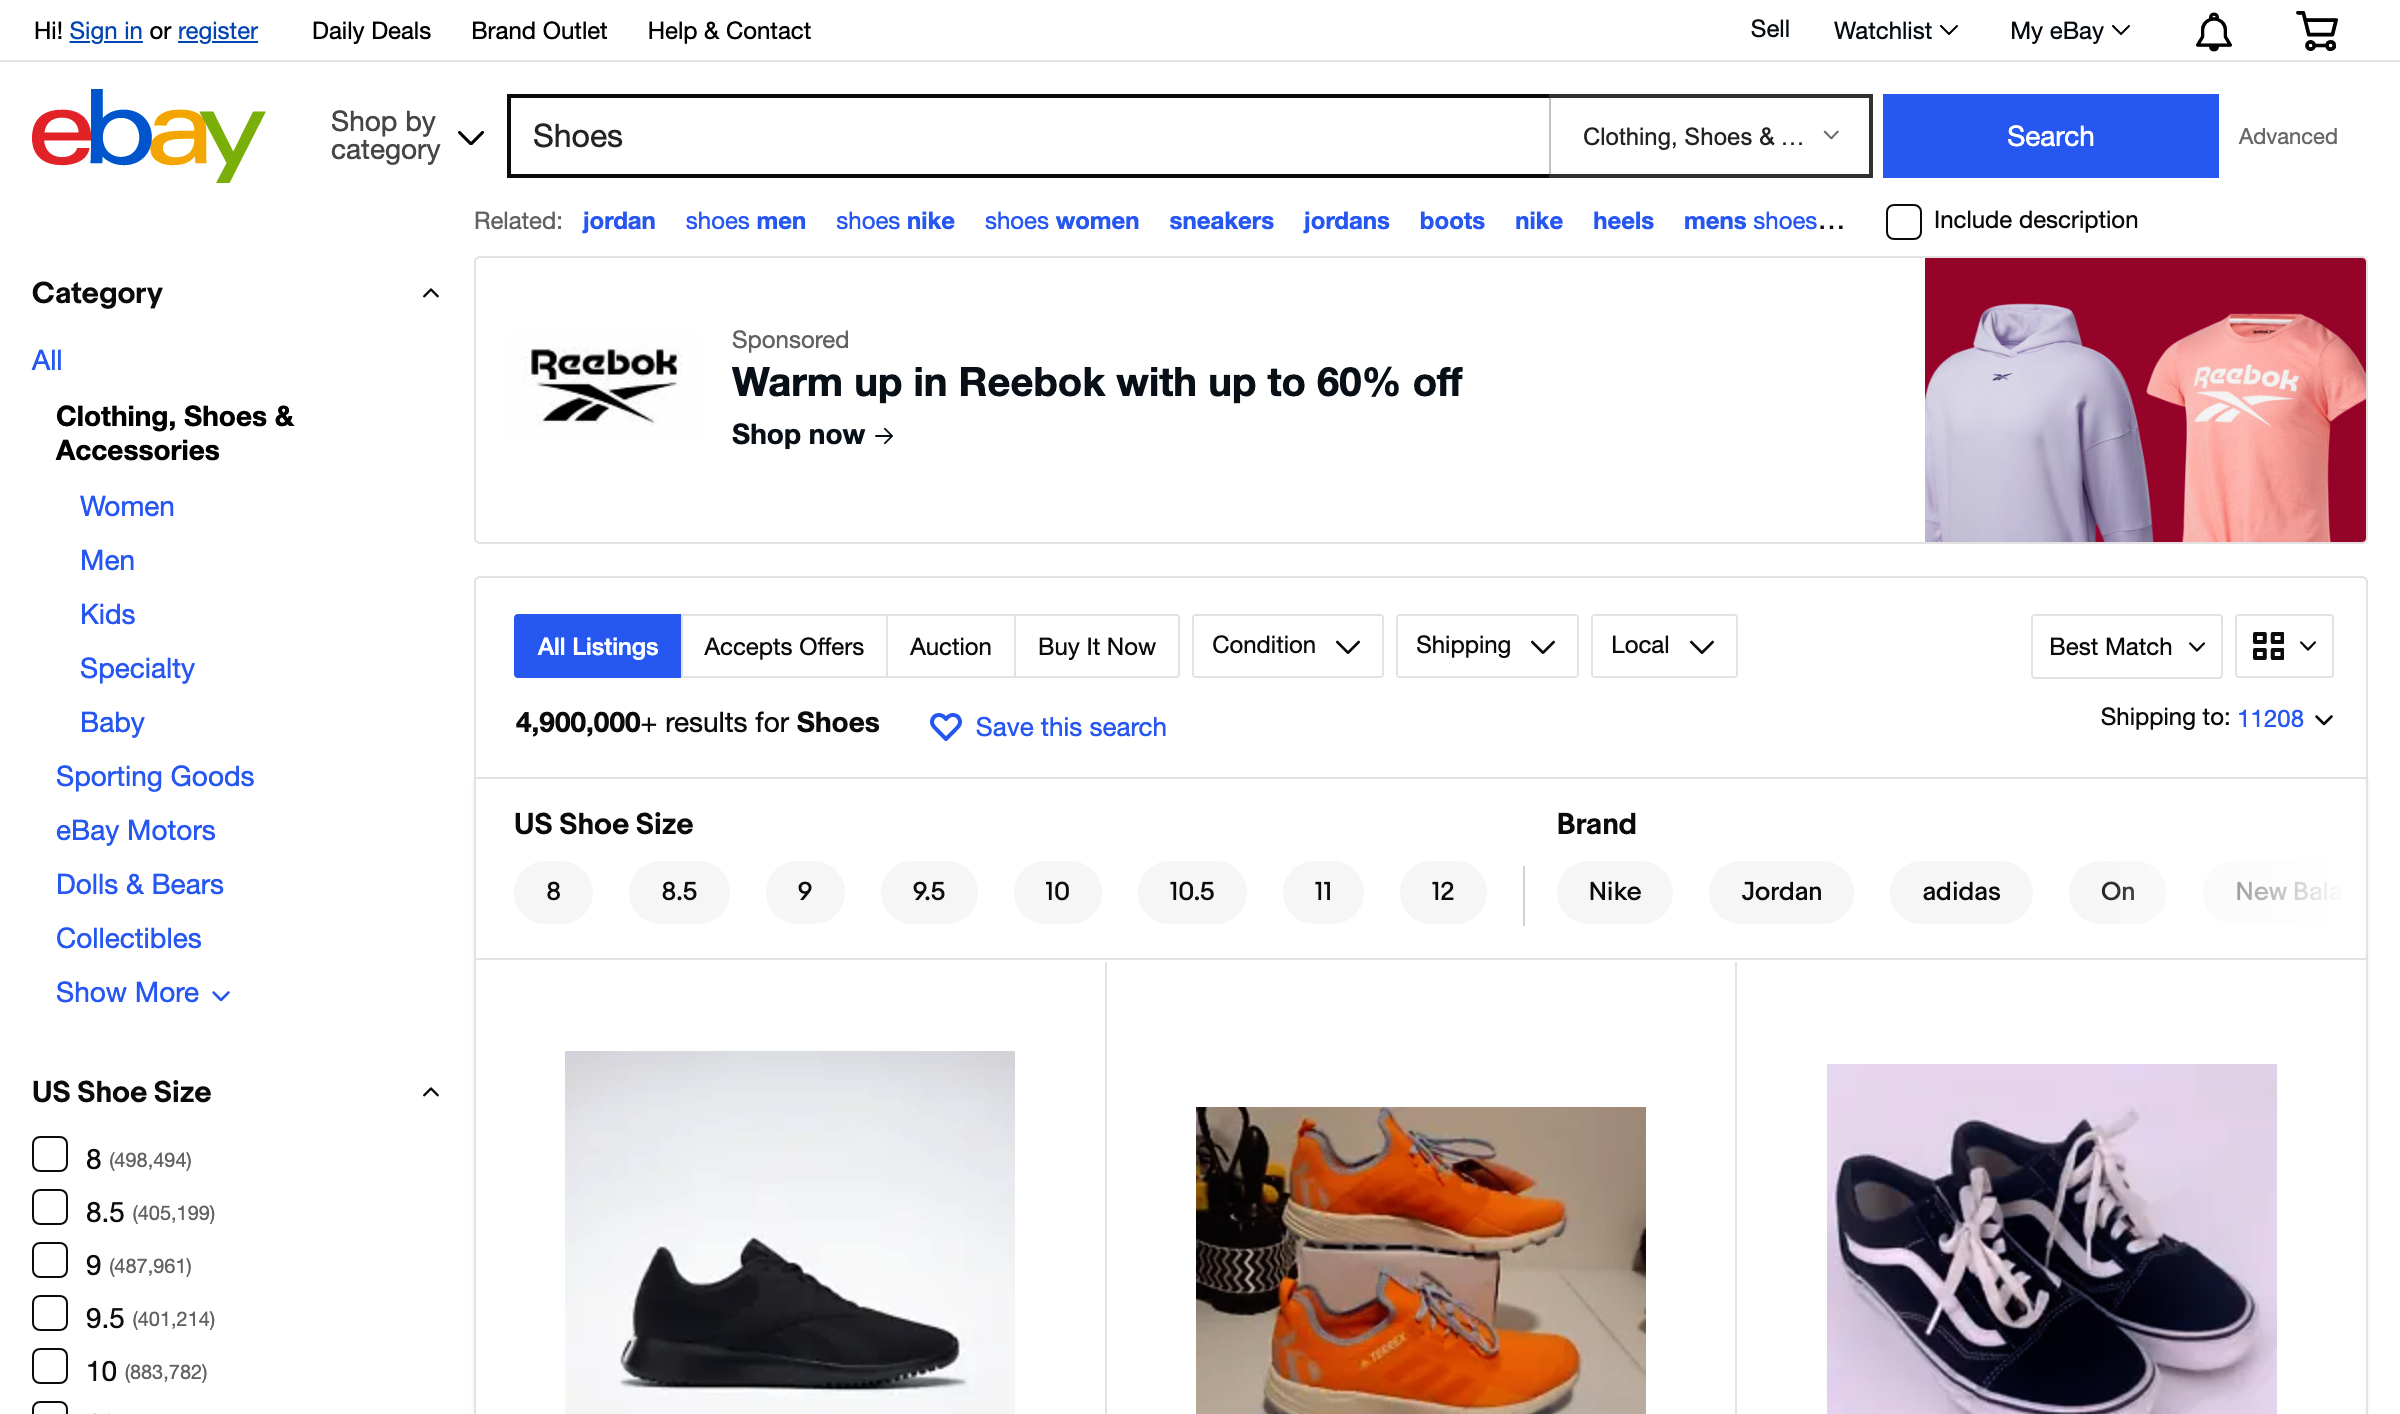 Hi! Sign in or register
Daily Deals
Brand Outlet
Help & Contact
Sell
Watchlist
My eBay
ebay
Shop by
category
Shoes
Clothing, Shoes & ...
Search
Advanced
Related: jordan shoes men shoes nike shoes women sneakers jordans boots nike heels mens shoes...
Include description
Category
All
Clothing, Shoes &
Accessories
Women
Men
Kids
Specialty
Baby
Sporting Goods
eBay Motors
Dolls & Bears
Collectibles
Show More
US Shoe Size
8 (498,494)
8.5 (405,199)
9 (487,961)
9.5 (401,214)
10 (883,782)
Reebok
Sponsored
Warm up in Reebok with up to 60% off
Shop now →
Reebok
All Listings
Accepts Offers
Auction
Buy It Now
Condition
Shipping
Local
Best Match
4,900,000+ results for Shoes
Save this search
Shipping to: 11208
US Shoe Size
8
8.5
9
9.5
10
10.5
11
12
Brand
Nike
Jordan
adidas
On
New Bala
TERREX